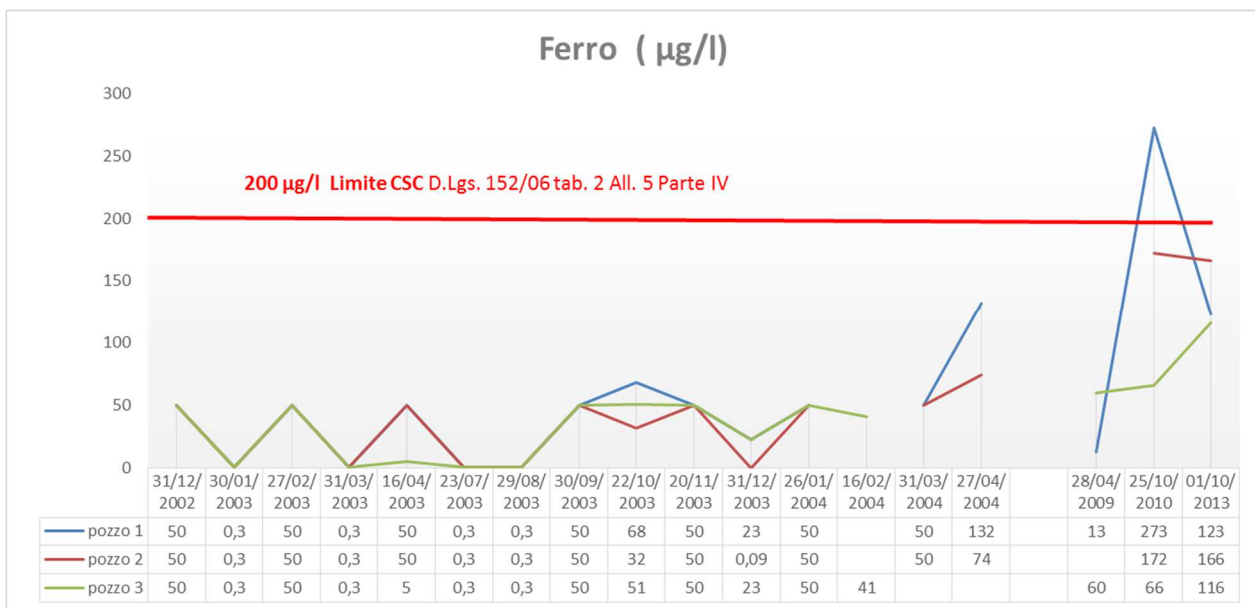 Ferro ( µg/l)
300
250
200 µg/l Limite CSC D.Lgs. 152/06 tab. 2 All. 5 Parte IV
200
150
100
50
0
31/12/ 30/01/ 27/02/ 31/03/ 16/04/ 23/07/ 29/08/ 30/09/ 22/10/ 20/11/ 31/12/ 26/01/ 16/02/ 31/03/ 27/04/ 28/04/ 25/10/ 01/10/
2002 2003 2003 2003 2003 2003 2003 2003 2003 2003 2003 2004 2004 2004 2004 2009 2010 2013
pozzo 1 50 0,3 50 0,3 50 0,3 0,3 50 68 50 23 50 50 132 13 273 123
pozzo 2 50 0,3 50 0,3 50 0,3 0,3 50 32 50 0,09 50 50 74 172 166
pozzo 3 50 0,3 50 0,3 5 0,3 0,3 50 51 50 23 50 41 60 66 116